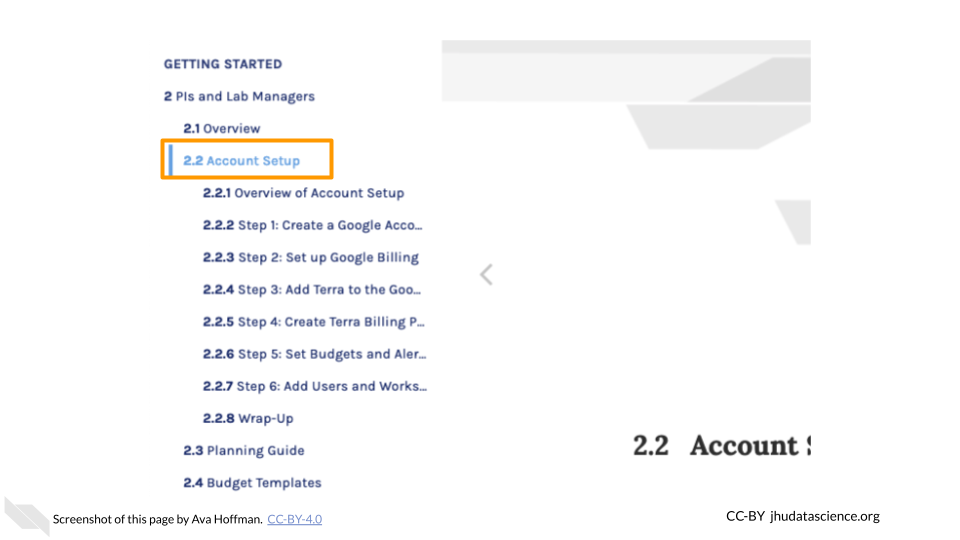 GETTING STARTED
2 PIs and Lab Managers
2.1 Overview
2.2 Account Setup
2.2.1 Overview of Account Setup
2.2.2 Step 1: Create a Google Acco...
2.2.3 Step 2: Set up Google Billing
2.2.4 Step 3: Add Terra to the Goo...
2.2.5 Step 4: Create Terra Billing P...
2.2.6 Step 5: Set Budgets and Aler...
2.2.7 Step 6: Add Users and Works...
2.2.8 Wrap-Up
2.3 Planning Guide
2.4 Budget Templates
2.2 Account
Screenshot of this page by Ava Hoffman. CC-BY-4.0
CC-BY jhudatascience.org